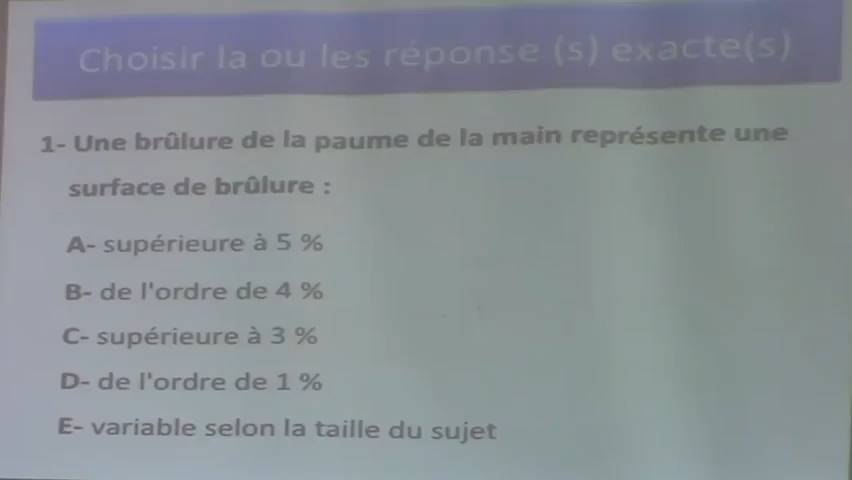 Choisir la ou les réponse (s) exacte(s)
1- Une brûlure de la paume de la main représente une
surface de brûlure :
A- supérieure à 5 %
B- de l'ordre de 4 %
C- supérieure à 3 %
D- de l'ordre de 1 %
E- variable selon la taille du sujet